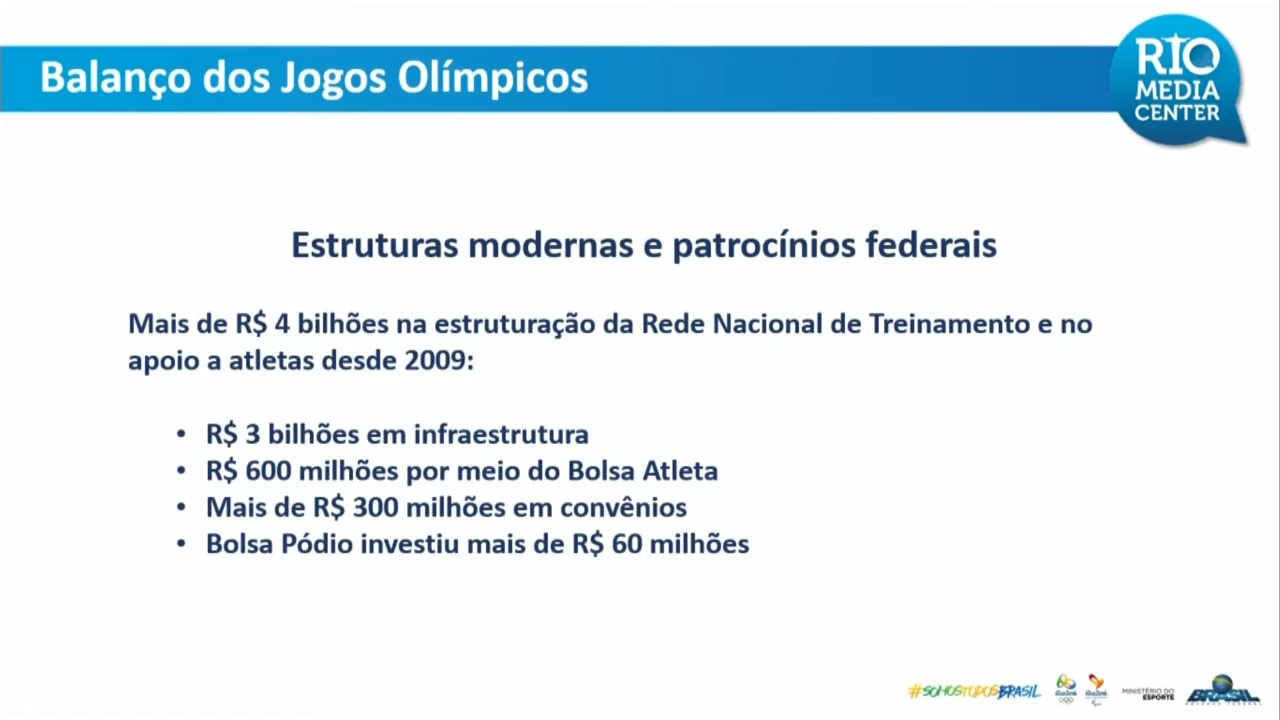 Balanço dos Jogos Olímpicos
RIO
MEDIA
CENTER
Estruturas modernas e patrocínios federais
Mais de R$ 4 bilhões na estruturação da Rede Nacional de Treinamento e no
apoio a atletas desde 2009:
• R$ 3 bilhões em infraestrutura
• R$ 600 milhões por meio do Bolsa Atleta
• Mais de R$ 300 milhões em convênios
• Bolsa Pódio investiu mais de R$ 60 milhões
#SOMOSTODOSBRASIL
MINISTÉRIO DO
ESPORTE
BRASIL